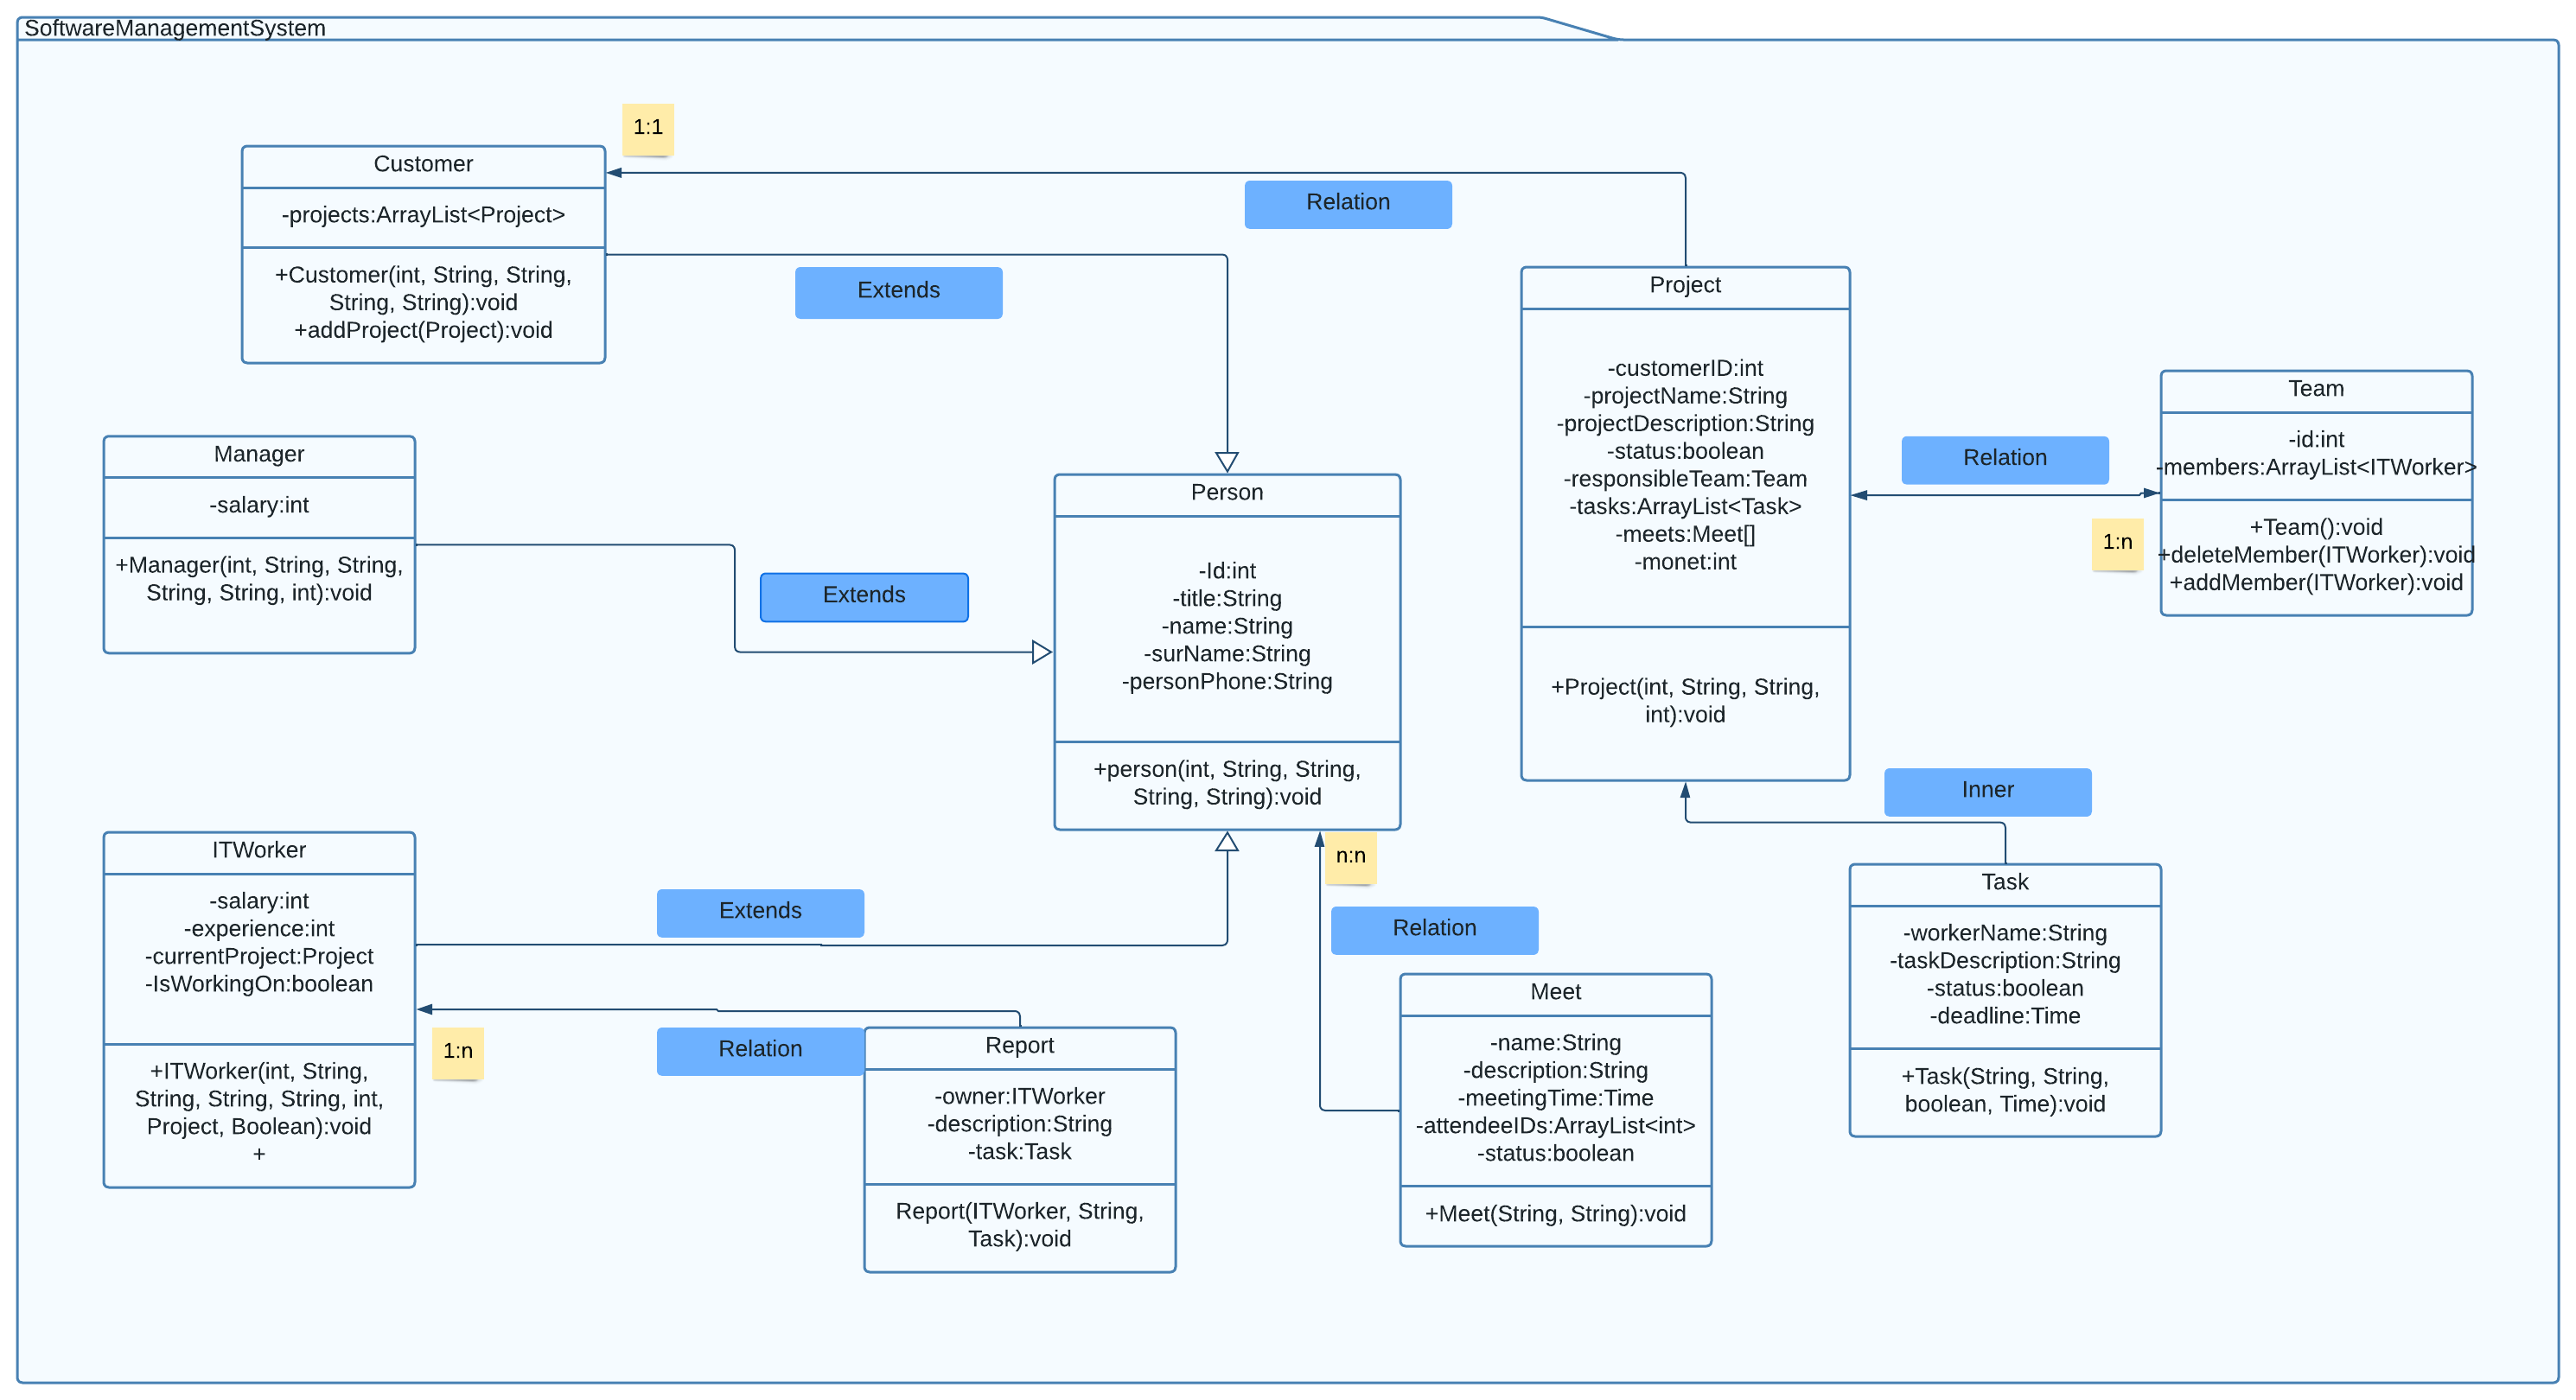 SoftwareManagementSystem
1:1
Customer
-projects:ArrayList<Project>
+Customer(int, String, String,
String, String):void
+addProject(Project):void
Relation
Extends
Project
-customerID:int
-projectName:String
-projectDescription:String
-status:boolean
-responsibleTeam:Team
-tasks:ArrayList<Task>
-meets:Meet[]
-monet:int
+Project(int, String, String,
int):void
Relation
1:n
Team
-id:int
-members:ArrayList<ITWorker>
+Team():void
+deleteMember(ITWorker):void
+addMember(ITWorker):void
Manager
-salary:int
+Manager(int, String, String,
String, String, int):void
Extends
Person
-Id:int
-title:String
-name:String
-surName:String
-personPhone:String
+person(int, String, String,
String, String):void
Inner
Task
-workerName:String
-taskDescription:String
-status:boolean
-deadline:Time
+Task(String, String,
boolean, Time):void
ITWorker
-salary:int
-experience:int
-currentProject:Project
-IsWorkingOn:boolean
+ITWorker(int, String,
String, String, String, int,
Project, Boolean):void
+
Extends
1:n
Relation
Report
-owner:ITWorker
-description:String
-task:Task
Report(ITWorker, String,
Task):void
n:n
Relation
Meet
-name:String
-description:String
-meetingTime:Time
-attendeeIDs:ArrayList<int>
-status:boolean
+Meet(String, String):void